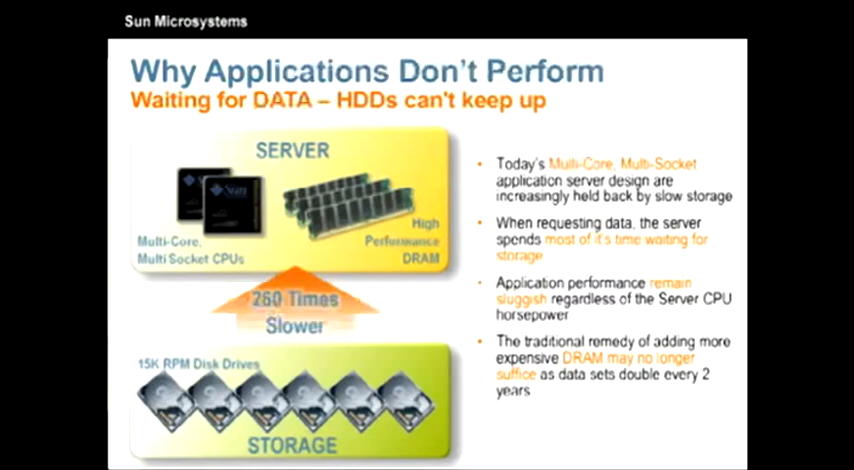 Sun Microsystems
Why Applications Don't Perform
Waiting for DATA – HDDs can't keep up
SERVER
Sun
Multi-Core,
Multi Socket CPUs
High
Performance
DRAM
260 Times
Slower
15K RPM Disk Drives
STORAGE
• Today's Multi-Core, Multi-Socket
application server design are
increasingly held back by slow storage
• When requesting data, the server
spends most of it's time waiting for
storage
• Application performance remain
sluggish regardless of the Server CPU
horsepower
• The traditional remedy of adding more
expensive DRAM may no longer
suffice as data sets double every 2
years